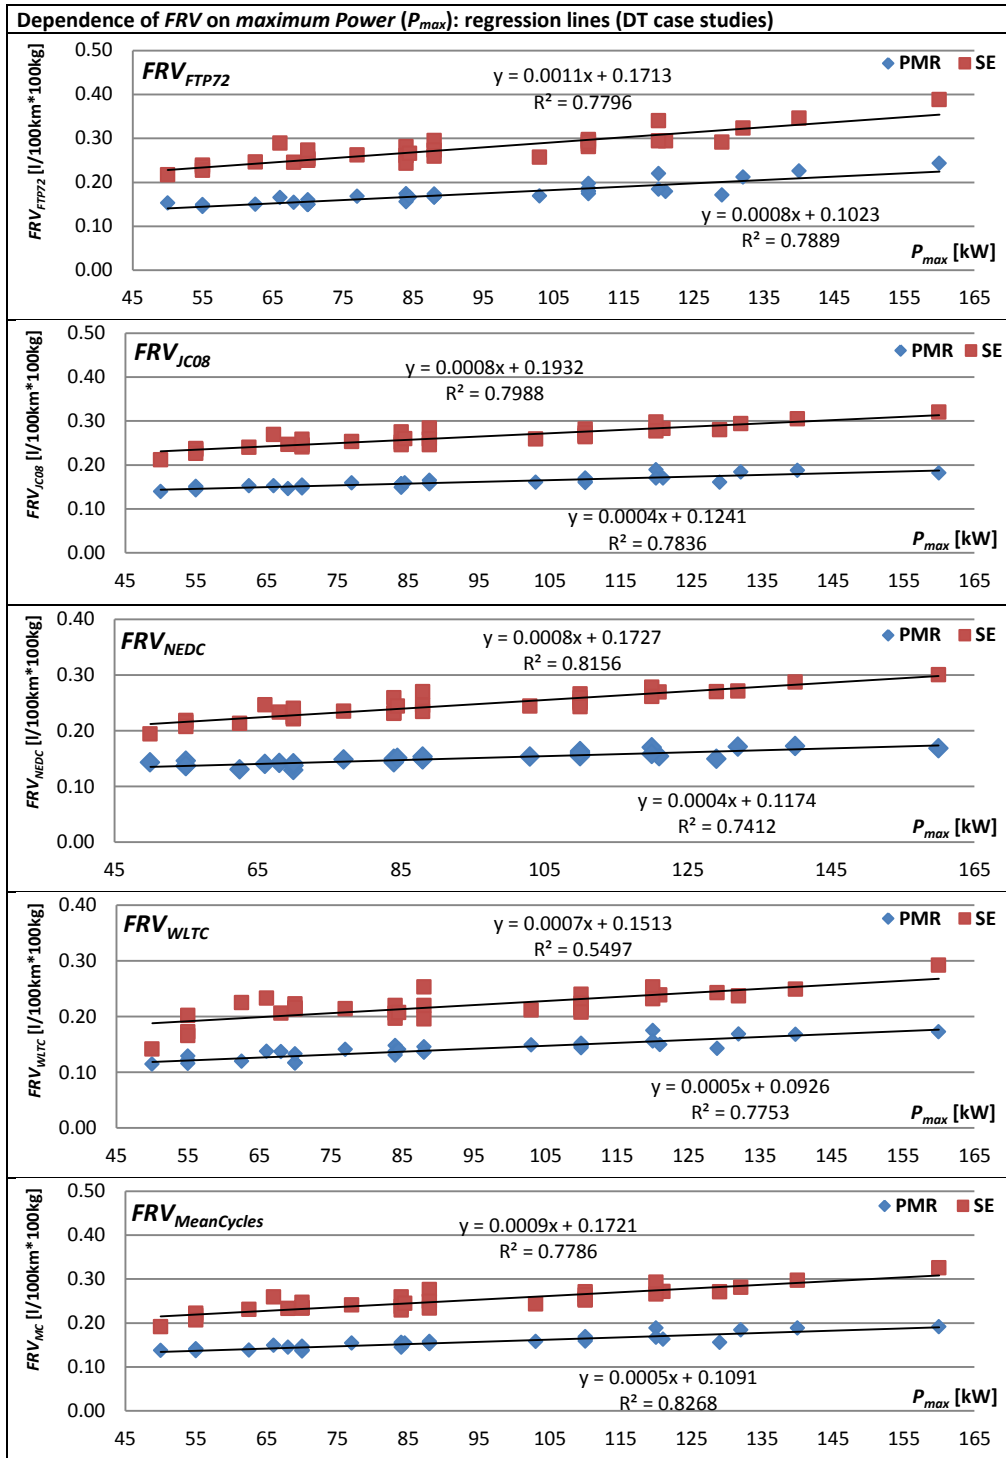 Dependence of FRV on maximum Power (Pmax): regression lines (DT case studies)
FRVFTP72
PMR SE
y = 0.0011x + 0.1713
R² = 0.7796
y = 0.0008x + 0.1023
R² = 0.7889
FRVFTP72 [l/100km*100kg]
0.50
0.40
0.30
0.20
0.10
0.00
Pmax [kW]
45 55 65 75 85 95 105 115 125 135 145 155 165
FRVJC08
PMR SE
y = 0.0008x + 0.1932
R² = 0.7988
y = 0.0004x + 0.1241
R² = 0.7836
FRVJC08 [l/100km*100kg]
0.50
0.40
0.30
0.20
0.10
0.00
Pmax [kW]
45 55 65 75 85 95 105 115 125 135 145 155 165
FRVNEDC
PMR SE
y = 0.0008x + 0.1727
R² = 0.8156
y = 0.0004x + 0.1174
R² = 0.7412
FRVNEDC [l/100km*100kg]
0.40
0.30
0.20
0.10
0.00
Pmax [kW]
45 65 85 105 125 145 165
FRVWLTC
PMR SE
y = 0.0007x + 0.1513
R² = 0.5497
y = 0.0005x + 0.0926
R² = 0.7753
FRVWLTC [l/100km*100kg]
0.40
0.30
0.20
0.10
0.00
Pmax [kW]
45 55 65 75 85 95 105 115 125 135 145 155 165
FRVMeanCycles
PMR SE
y = 0.0009x + 0.1721
R² = 0.7786
y = 0.0005x + 0.1091
R² = 0.8268
FRVMC [l/100km*100kg]
0.50
0.40
0.30
0.20
0.10
0.00
Pmax [kW]
45 55 65 75 85 95 105 115 125 135 145 155 165